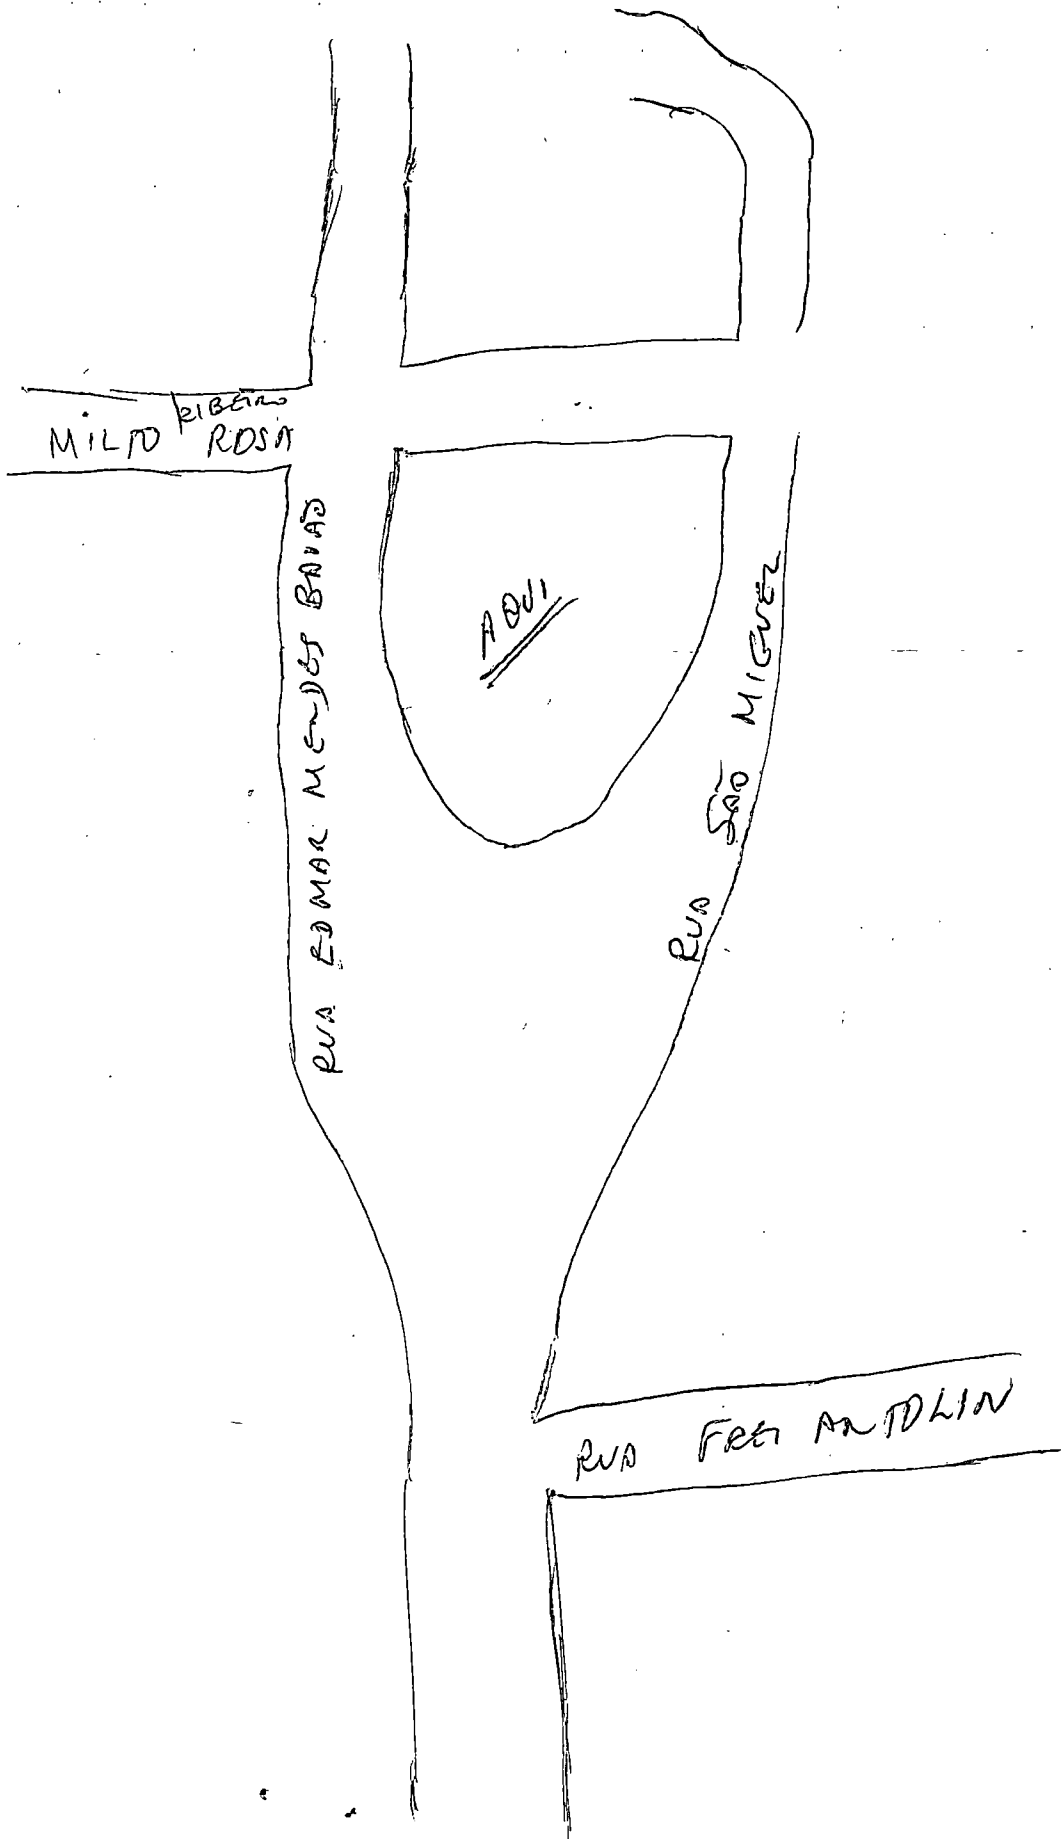 RIBEIRO
MILTO ROSA
RUA EDMAR MENDES BAIÃO
AQUI
RUA SÃO MIGUEL
RUA FREI ANTOLIN